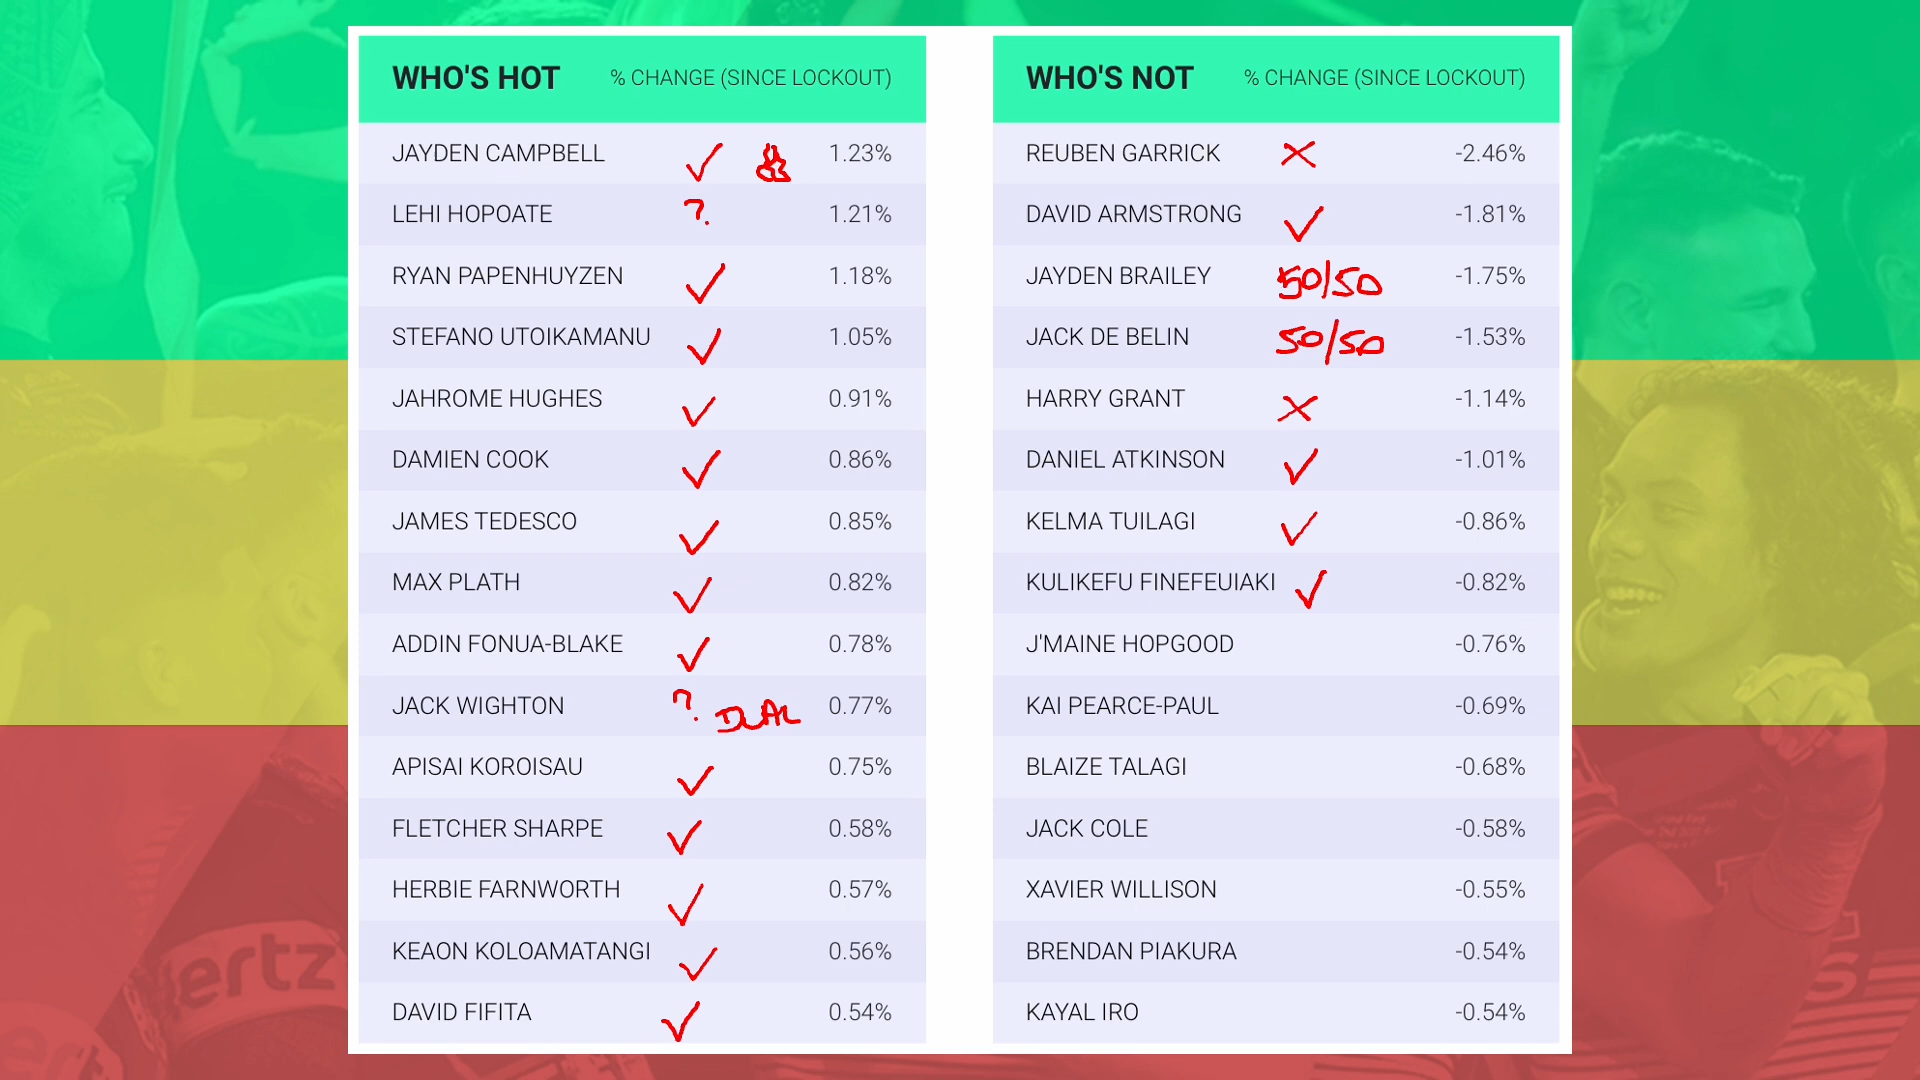 WHO'S HOT % CHANGE (SINCE LOCKOUT)
JAYDEN CAMPBELL ✓ 1.23%
LEHI HOPOATE ? 1.21%
RYAN PAPENHUYZEN ✓ 1.18%
STEFANO UTOIKAMANU ✓ 1.05%
JAHROME HUGHES ✓ 0.91%
DAMIEN COOK ✓ 0.86%
JAMES TEDESCO ✓ 0.85%
MAX PLATH ✓ 0.82%
ADDIN FONUA-BLAKE ✓ 0.78%
JACK WIGHTON ? DUAL 0.77%
APISAI KOROISAU ✓ 0.75%
FLETCHER SHARPE ✓ 0.58%
HERBIE FARNWORTH ✓ 0.57%
KEAON KOLOAMATANGI ✓ 0.56%
DAVID FIFITA ✓ 0.54%
WHO'S NOT % CHANGE (SINCE LOCKOUT)
REUBEN GARRICK ✗ -2.46%
DAVID ARMSTRONG ✓ -1.81%
JAYDEN BRAILEY 50/50 -1.75%
JACK DE BELIN 50/50 -1.53%
HARRY GRANT ✗ -1.14%
DANIEL ATKINSON ✓ -1.01%
KELMA TUILAGI ✓ -0.86%
KULIKEFU FINEFEUIAKI ✓ -0.82%
J'MAINE HOPGOOD -0.76%
KAI PEARCE-PAUL -0.69%
BLAIZE TALAGI -0.68%
JACK COLE -0.58%
XAVIER WILLISON -0.55%
BRENDAN PIAKURA -0.54%
KAYAL IRO -0.54%